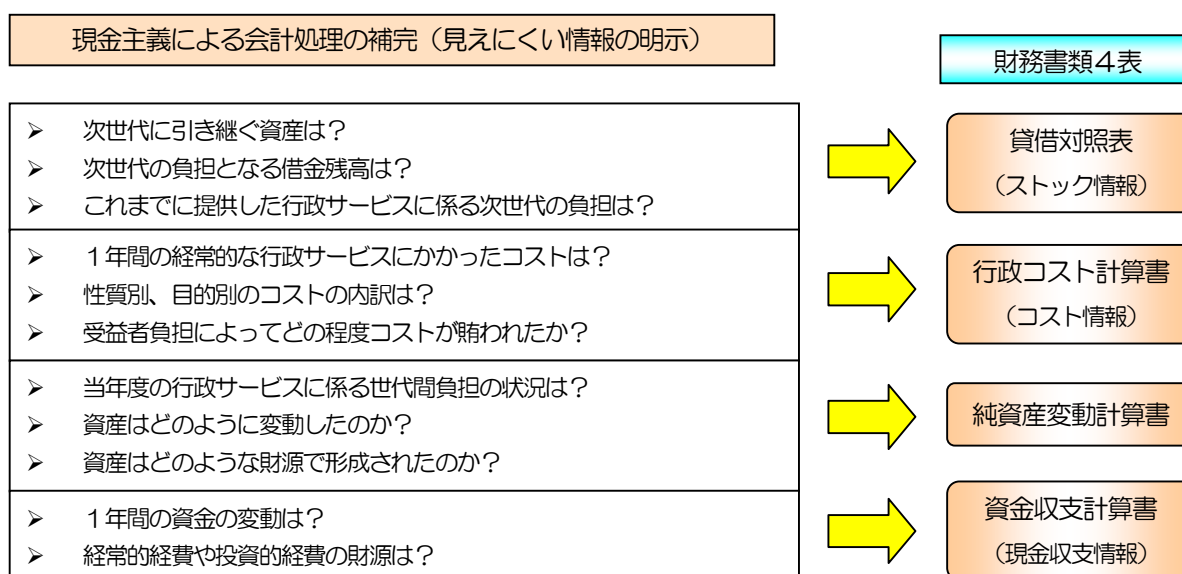 現金主義による会計処理の補完（見えにくい情報の明示）
財務書類４表
➢ 次世代に引き継ぐ資産は？
➢ 次世代の負担となる借金残高は？
➢ これまでに提供した行政サービスに係る次世代の負担は？
貸借対照表
（ストック情報）
➢ １年間の経常的な行政サービスにかかったコストは？
➢ 性質別、目的別のコストの内訳は？
➢ 受益者負担によってどの程度コストが賄われたか？
行政コスト計算書
（コスト情報）
➢ 当年度の行政サービスに係る世代間負担の状況は？
➢ 資産はどのように変動したのか？
➢ 資産はどのような財源で形成されたのか？
純資産変動計算書
➢ １年間の資金の変動は？
➢ 経常的経費や投資的経費の財源は？
資金収支計算書
（現金収支情報）